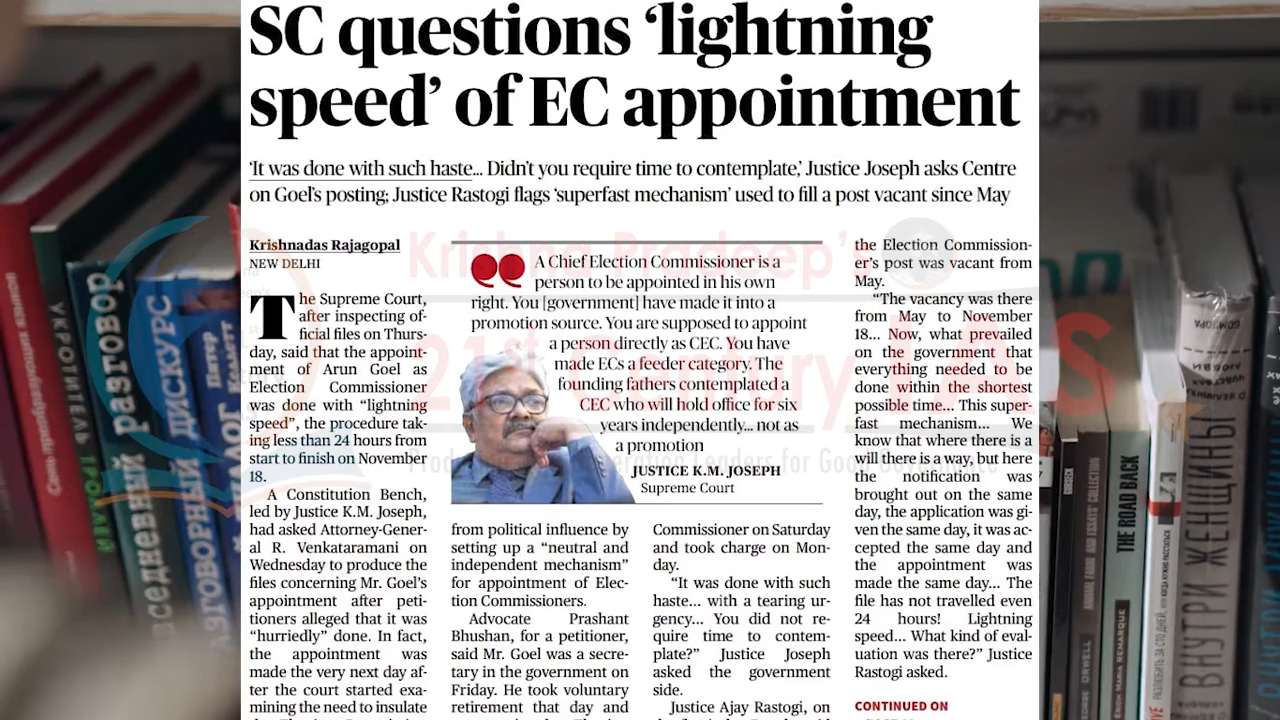 SC questions ‘lightning
speed’ of EC appointment
‘It was done with such haste... Didn’t you require time to contemplate,’ Justice Joseph asks Centre
on Goel’s posting; Justice Rastogi flags ‘superfast mechanism’ used to fill a post vacant since May
Krishnadas Rajagopal
NEW DELHI
The Supreme Court,
after inspecting of-
ficial files on Thurs-
day, said that the appoint-
ment of Arun Goel as
Election Commissioner
was done with “lightning
speed”, the procedure tak-
ing less than 24 hours from
start to finish on November
18.
A Constitution Bench,
led by Justice K.M. Joseph,
had asked Attorney-Gener-
al R. Venkataramani on
Wednesday to produce the
files concerning Mr. Goel’s
appointment after peti-
tioners alleged that it was
“hurriedly” done. In fact,
the appointment was
made the very next day af-
ter the court started exa-
mining the need to insulate
A Chief Election Commissioner is a
person to be appointed in his own
right. You [government] have made it into a
promotion source. You are supposed to appoint
a person directly as CEC. You have
made ECs a feeder category. The
founding fathers contemplated a
CEC who will hold office for six
years independently... not as
a promotion
JUSTICE K.M. JOSEPH
Supreme Court
from political influence by
setting up a “neutral and
independent mechanism”
for appointment of Elec-
tion Commissioners.
Advocate Prashant
Bhushan, for a petitioner,
said Mr. Goel was a secre-
tary in the government on
Friday. He took voluntary
retirement that day and
Commissioner on Saturday
and took charge on Mon-
day.
“It was done with such
haste... with a tearing ur-
gency... You did not re-
quire time to contem-
plate?” Justice Joseph
asked the government
side.
Justice Ajay Rastogi, on
the Election Commission-
er’s post was vacant from
May.
“The vacancy was there
from May to November
18... Now, what prevailed
on the government that
everything needed to be
done within the shortest
possible time... This super-
fast mechanism... We
know that where there is a
will there is a way, but here
the notification was
brought out on the same
day, the application was gi-
ven the same day, it was ac-
cepted the same day and
the appointment was
made the same day... The
file has not travelled even
24 hours! Lightning
speed... What kind of eval-
uation was there?” Justice
Rastogi asked.
CONTINUED ON
Krishna Pradeep’s
21st Century IAS
УКРОТИТЕЛЬ
РАЗГОВОР
ДИСКУРС
THE ROAD BACK
ВНУТРИ ЖЕНЩИНЫ